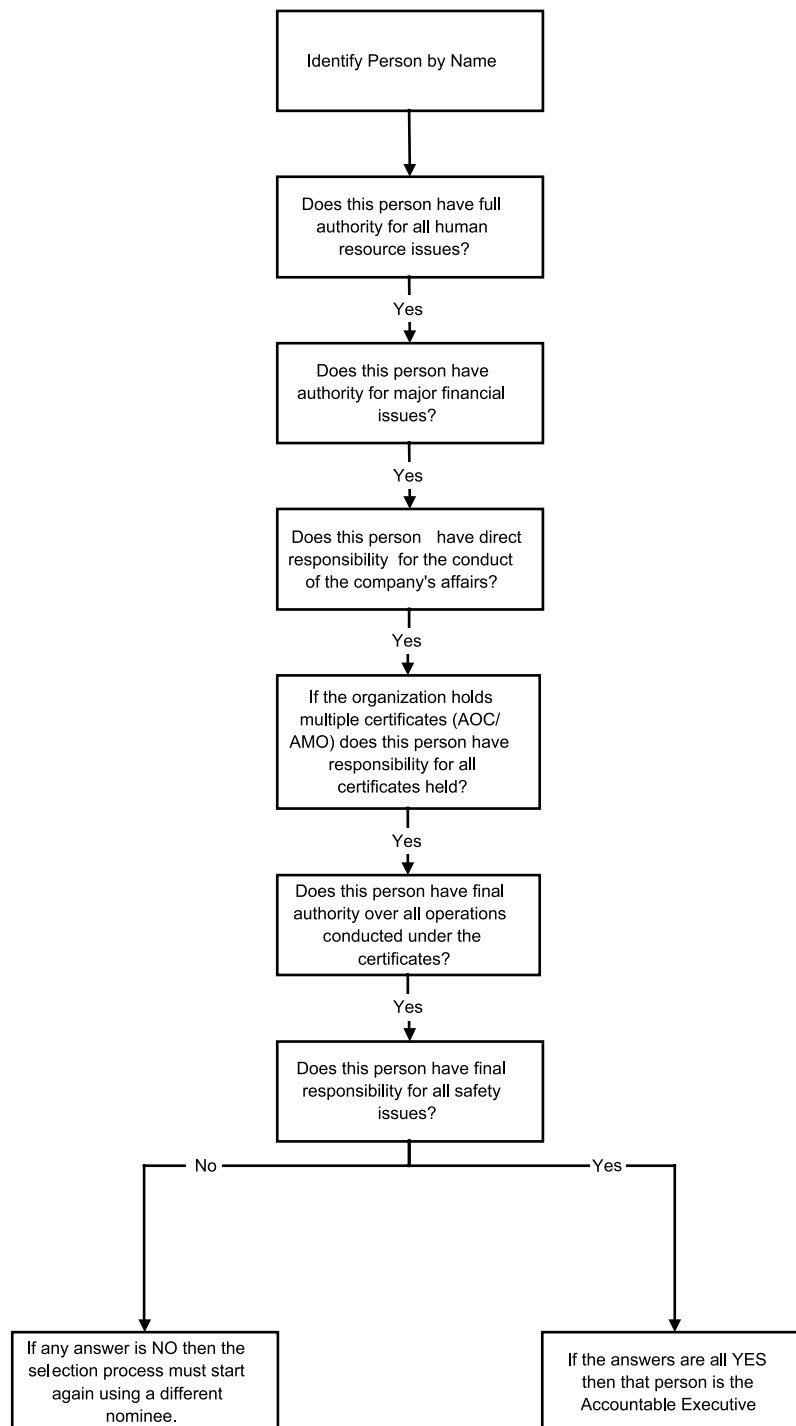 Identify Person by Name
Does this person have full
authority for all human
resource issues?
Yes
Does this person have
authority for major financial
issues?
Yes
Does this person have direct
responsibility for the conduct
of the company's affairs?
Yes
If the organization holds
multiple certificates (AOC/
AMO) does this person have
responsibility for all
certificates held?
Yes
Does this person have final
authority over all operations
conducted under the
certificates?
Yes
Does this person have final
responsibility for all safety
issues?
No
Yes
If any answer is NO then the
selection process must start
again using a different
nominee.
If the answers are all YES
then that person is the
Accountable Executive